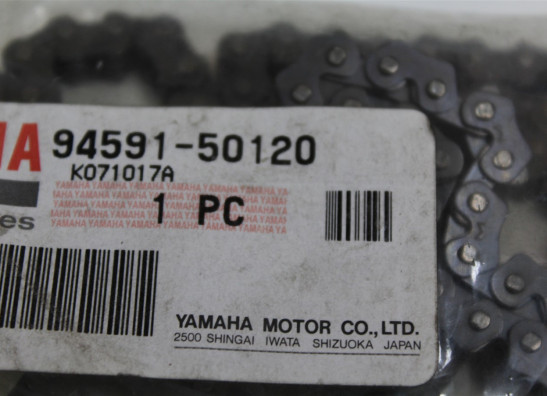 94591-50120
K071017A
1 PC
YAMAHA MOTOR CO.,LTD.
2500 SHINGAI IWATA SHIZUOKA JAPAN